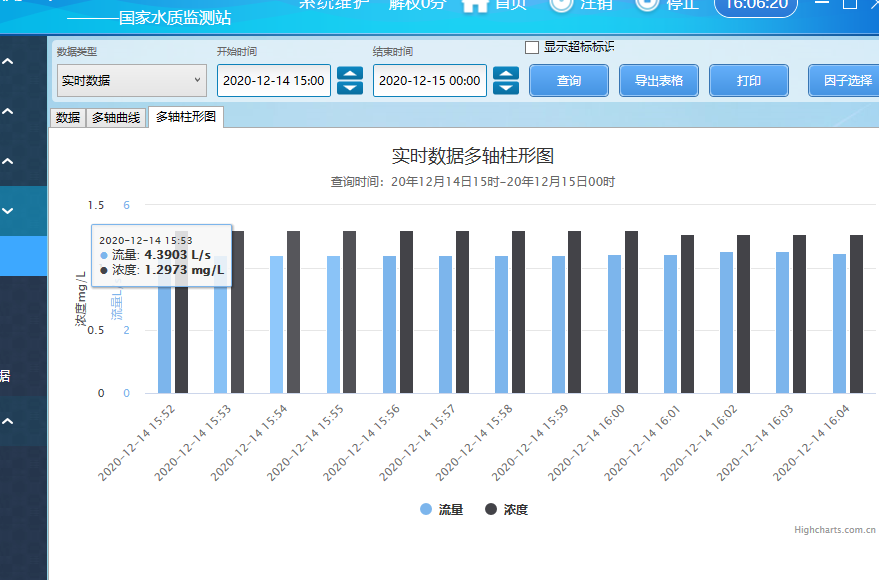 系统维护 解权0分 首页 注销 停止 16:06:20
———国家水质监测站
数据类型 开始时间 结束时间 显示超标标识
实时数据 2020-12-14 15:00 2020-12-15 00:00 查询 导出表格 打印 因子选择
数据 多轴曲线 多轴柱形图
实时数据多轴柱形图
查询时间：20年12月14日15时-20年12月15日00时
1.5 6
2020-12-14 15:53
流量: 4.3903 L/s
浓度: 1.2973 mg/L
浓度mg/L
流量L
0.5 2
0 0
据
2020-12-14 15:52
2020-12-14 15:53
2020-12-14 15:54
2020-12-14 15:55
2020-12-14 15:56
2020-12-14 15:57
2020-12-14 15:58
2020-12-14 15:59
2020-12-14 16:00
2020-12-14 16:01
2020-12-14 16:02
2020-12-14 16:03
2020-12-14 16:04
流量 浓度
Highcharts.com.cn